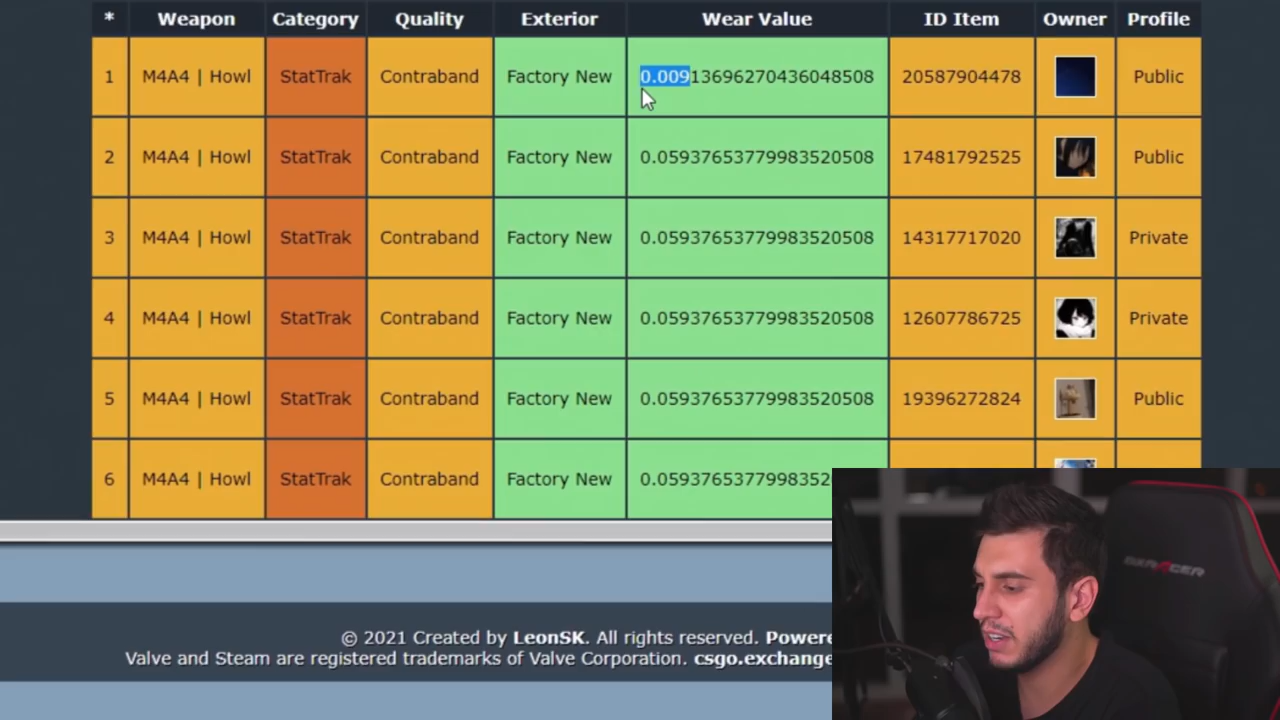 * Weapon Category Quality Exterior Wear Value ID Item Owner Profile
1 M4A4 | Howl StatTrak Contraband Factory New 0.00913696270436048508 20587904478 Public
2 M4A4 | Howl StatTrak Contraband Factory New 0.05937653779983520508 17481792525 Public
3 M4A4 | Howl StatTrak Contraband Factory New 0.05937653779983520508 14317717020 Private
4 M4A4 | Howl StatTrak Contraband Factory New 0.05937653779983520508 12607786725 Private
5 M4A4 | Howl StatTrak Contraband Factory New 0.05937653779983520508 19396272824 Public
6 M4A4 | Howl StatTrak Contraband Factory New 0.0593765377998352
© 2021 Created by LeonSK. All rights reserved. Powere
Valve and Steam are registered trademarks of Valve Corporation. csgo.exchange